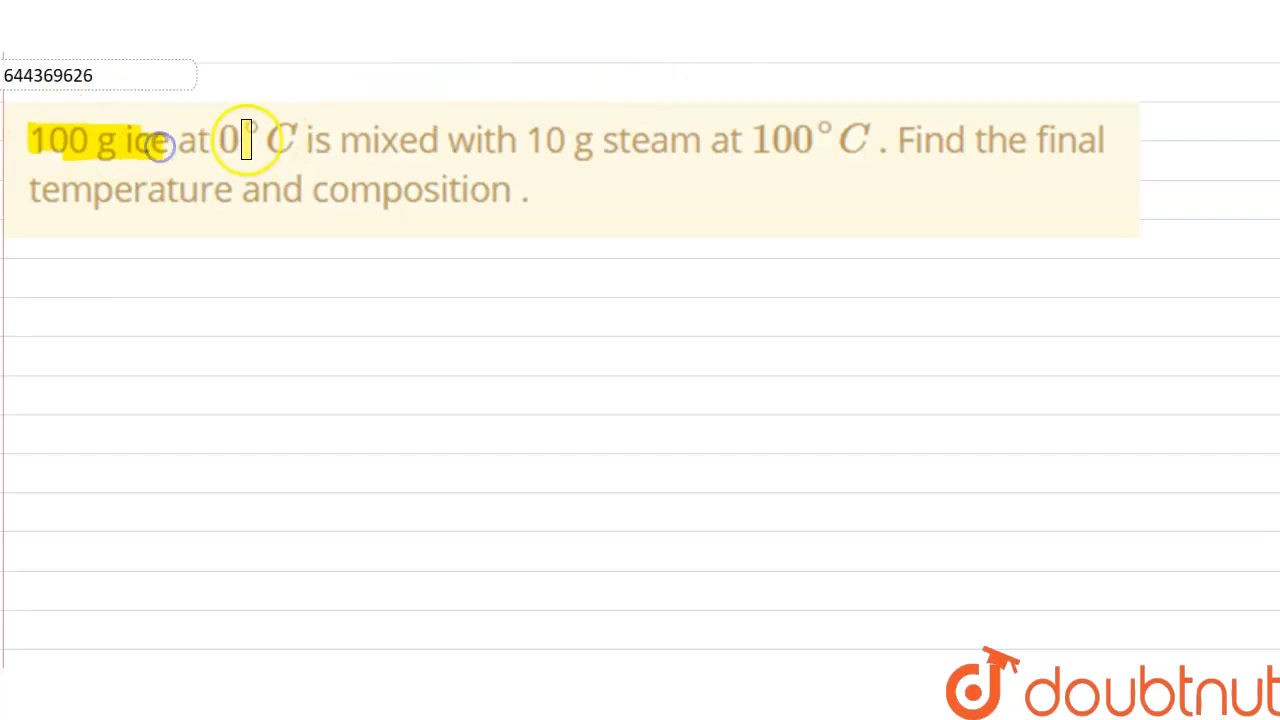 644369626
100 g ice at 0°C is mixed with 10 g steam at 100°C . Find the final
temperature and composition .
doubtnut